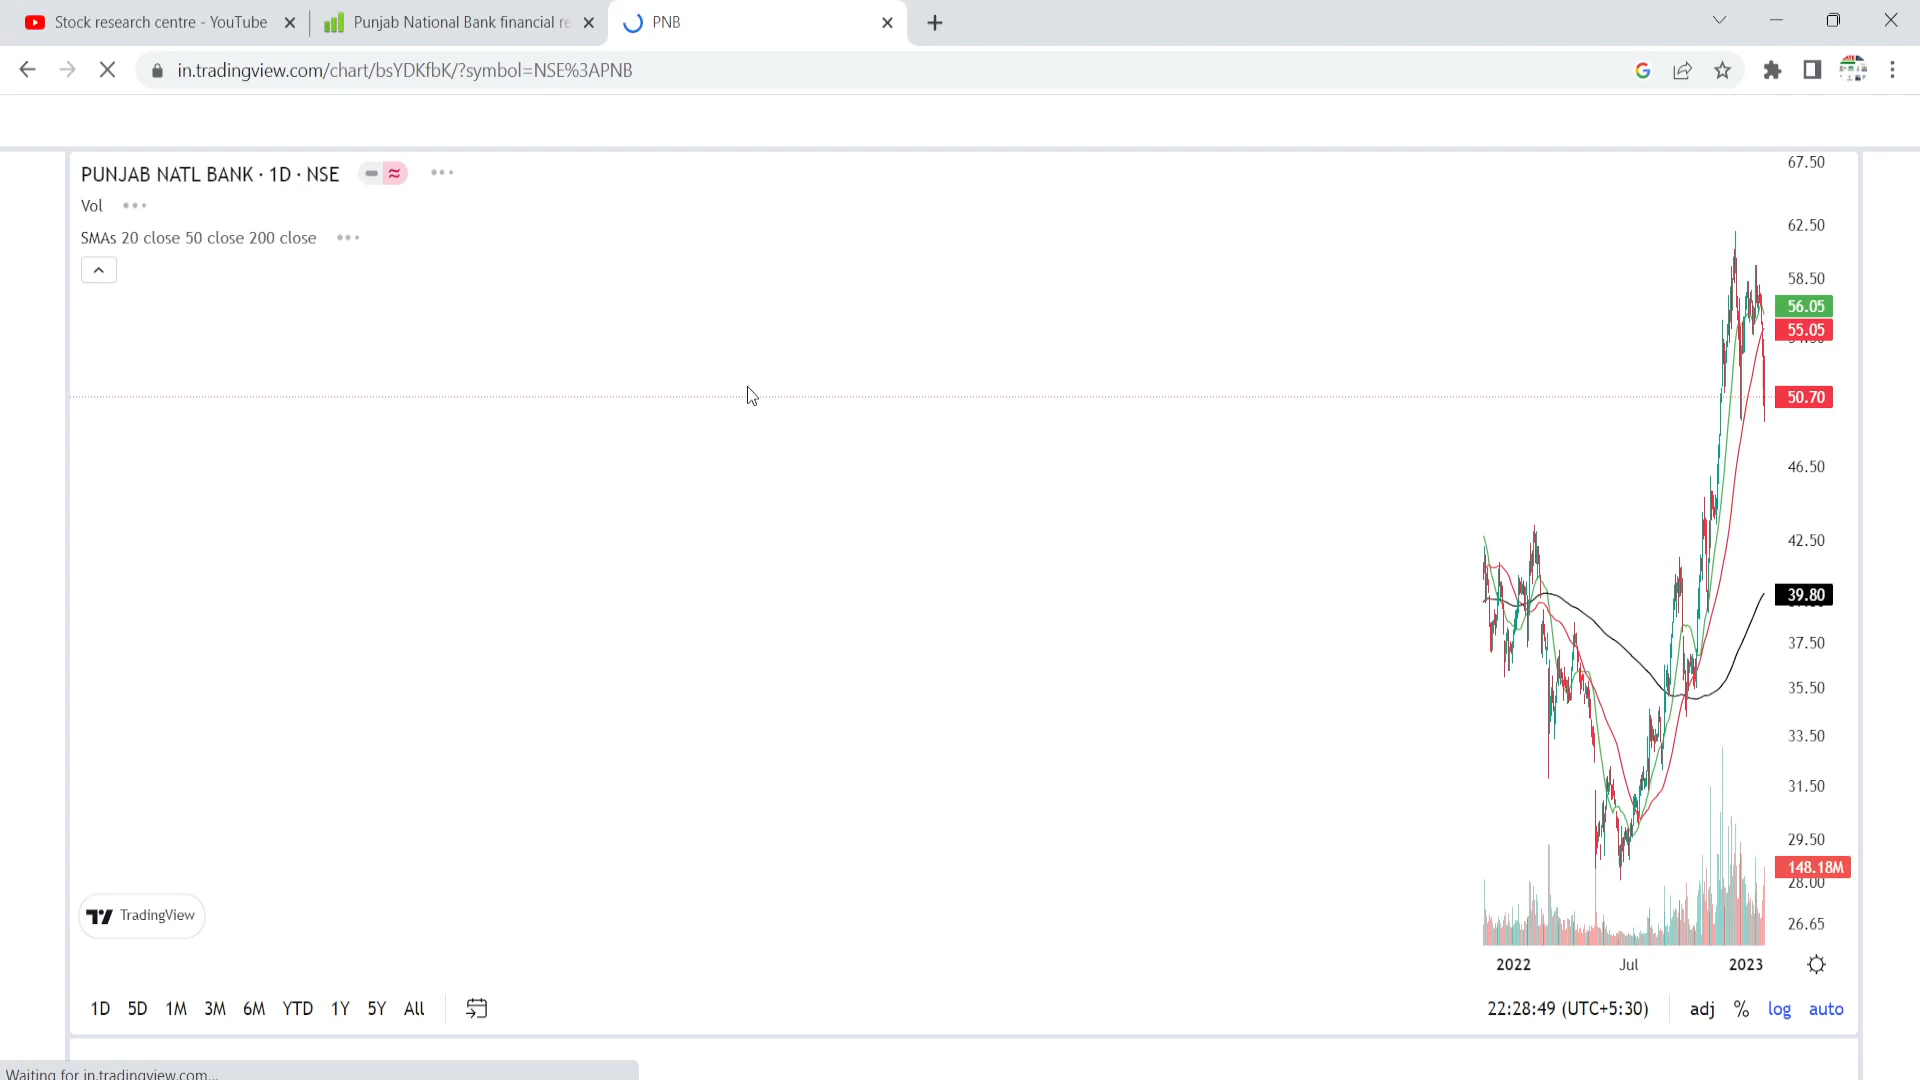 Stock research centre - YouTube
Punjab National Bank financial re
PNB
in.tradingview.com/chart/bsYDKfbK/?symbol=NSE%3APNB
PUNJAB NATL BANK · 1D · NSE
Vol
SMAs 20 close 50 close 200 close
67.50
62.50
58.50
56.05
55.05
50.70
46.50
42.50
39.80
37.50
35.50
33.50
31.50
29.50
148.18M
28.00
26.65
TradingView
2022 Jul 2023
1D 5D 1M 3M 6M YTD 1Y 5Y All
22:28:49 (UTC+5:30) adj % log auto
Waiting for in.tradingview.com...